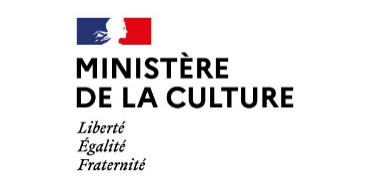 MINISTÈRE
DE LA CULTURE
Liberté
Égalité
Fraternité